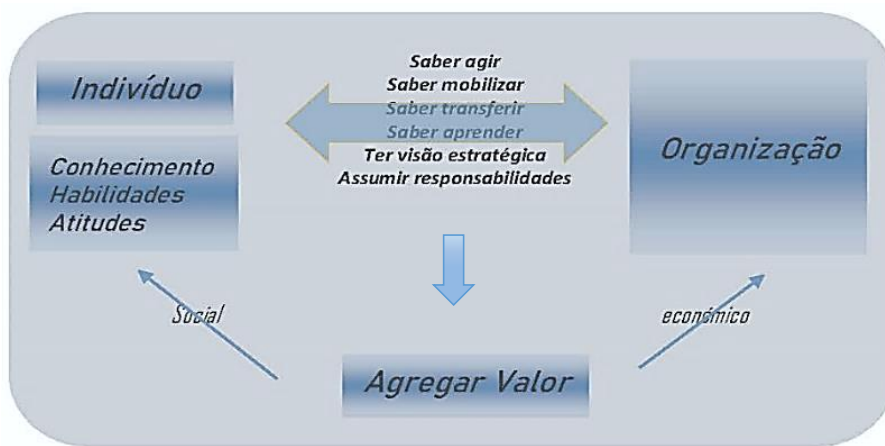 Indivíduo
Conhecimento
Habilidades
Atitudes
Saber agir
Saber mobilizar
Saber transferir
Saber aprender
Ter visão estratégica
Assumir responsabilidades
Organização
Social
económico
Agregar Valor